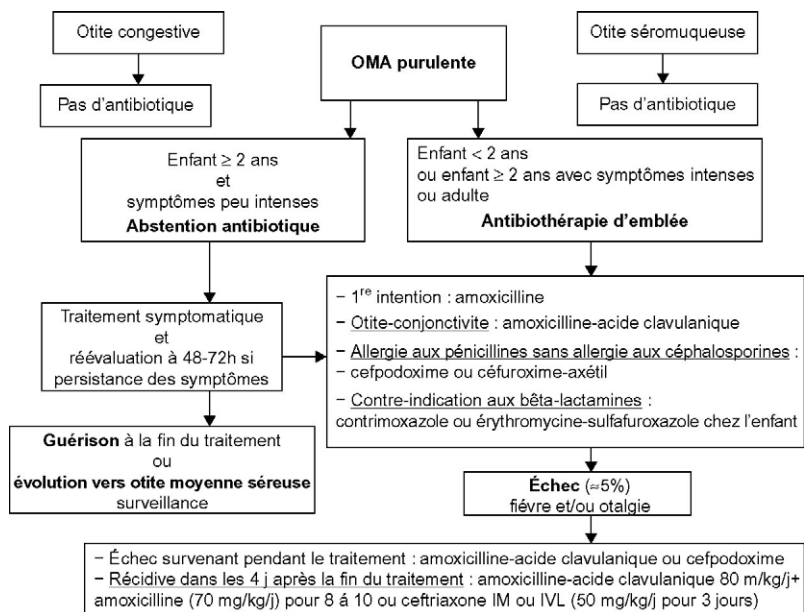 Otite congestive
OMA purulente
Otite séromuqueuse
Pas d'antibiotique
Pas d'antibiotique
Enfant ≥ 2 ans
et
symptômes peu intenses
Abstention antibiotique
Enfant < 2 ans
ou enfant ≥ 2 ans avec symptômes intenses
ou adulte
Antibiothérapie d'emblée
Traitement symptomatique
et
réévaluation à 48-72h si
persistance des symptômes
– 1re intention : amoxicilline
– Otite-conjonctivite : amoxicilline-acide clavulanique
– Allergie aux pénicillines sans allergie aux céphalosporines :
– cefpodoxime ou céfuroxime-axétil
– Contre-indication aux bêta-lactamines :
contrimoxazole ou érythromycine-sulfafuroxazole chez l'enfant
Guérison à la fin du traitement
ou
évolution vers otite moyenne séreuse
surveillance
Échec (≈5%)
fiévre et/ou otalgie
– Échec survenant pendant le traitement : amoxicilline-acide clavulanique ou cefpodoxime
– Récidive dans les 4 j après la fin du traitement : amoxicilline-acide clavulanique 80 m/kg/j+
amoxicilline (70 mg/kg/j) pour 8 á 10 ou ceftriaxone IM ou IVL (50 mg/kg/j pour 3 jours)